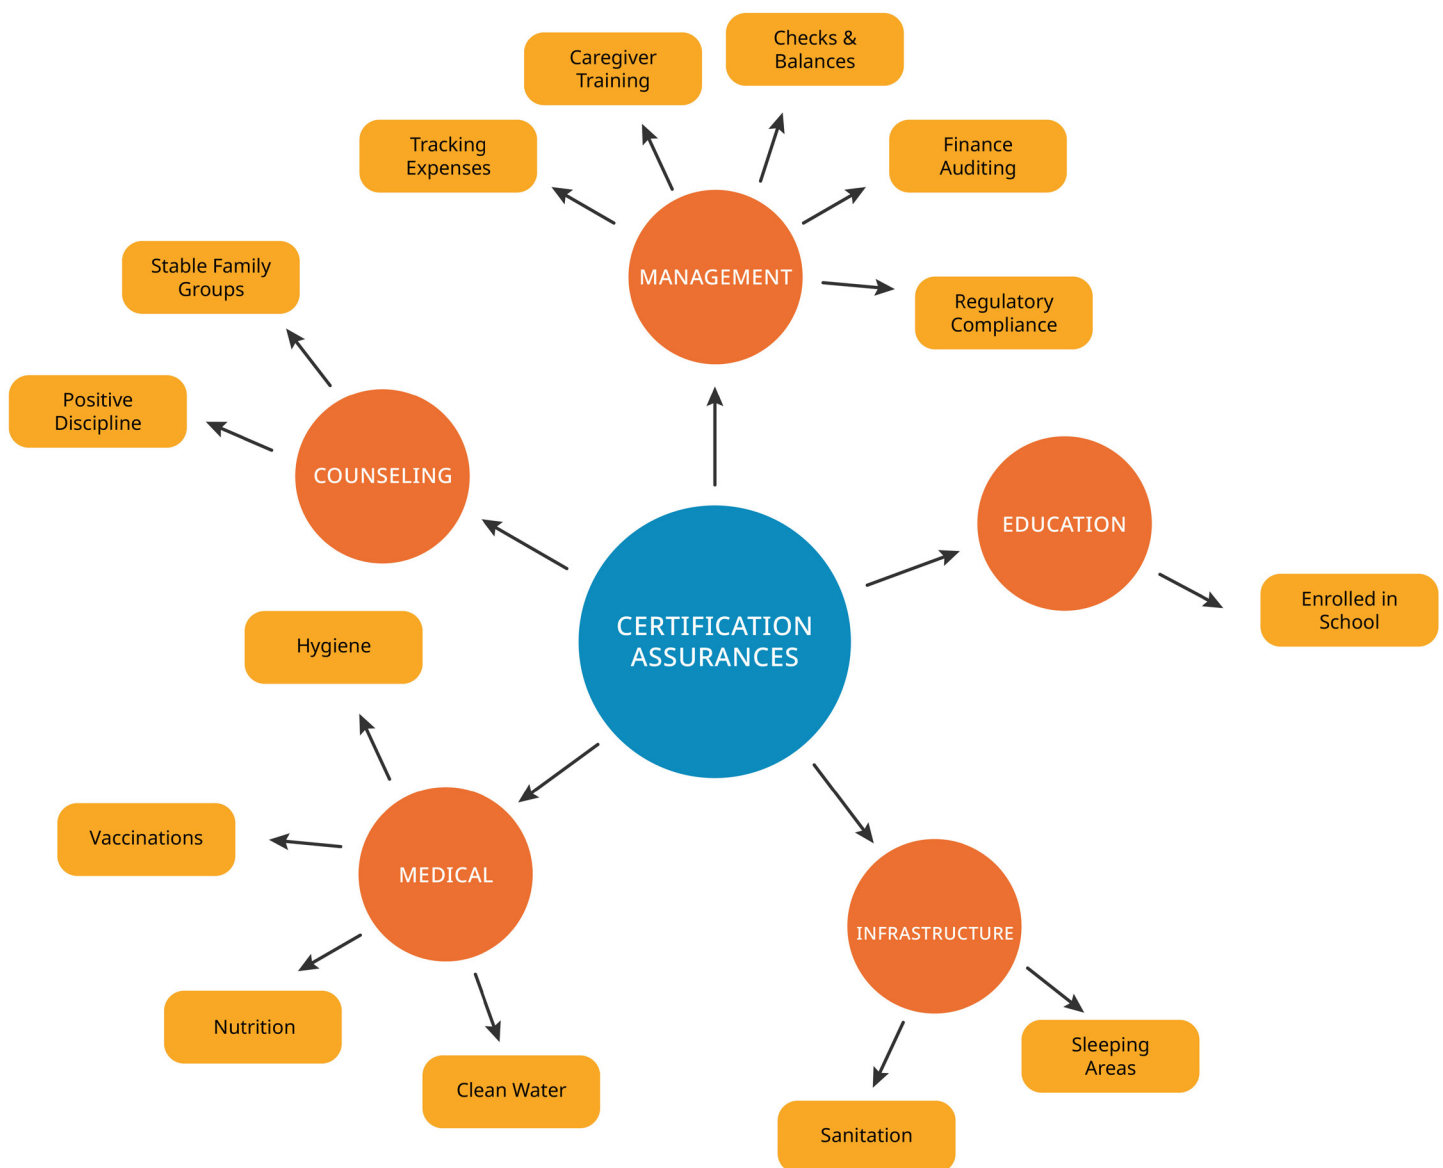 Checks &
Balances
Caregiver
Training
Tracking
Expenses
Finance
Auditing
MANAGEMENT
Regulatory
Compliance
Stable Family
Groups
Positive
Discipline
COUNSELING
EDUCATION
Enrolled in
School
CERTIFICATION
ASSURANCES
Hygiene
Vaccinations
MEDICAL
Nutrition
Clean Water
INFRASTRUCTURE
Sleeping
Areas
Sanitation